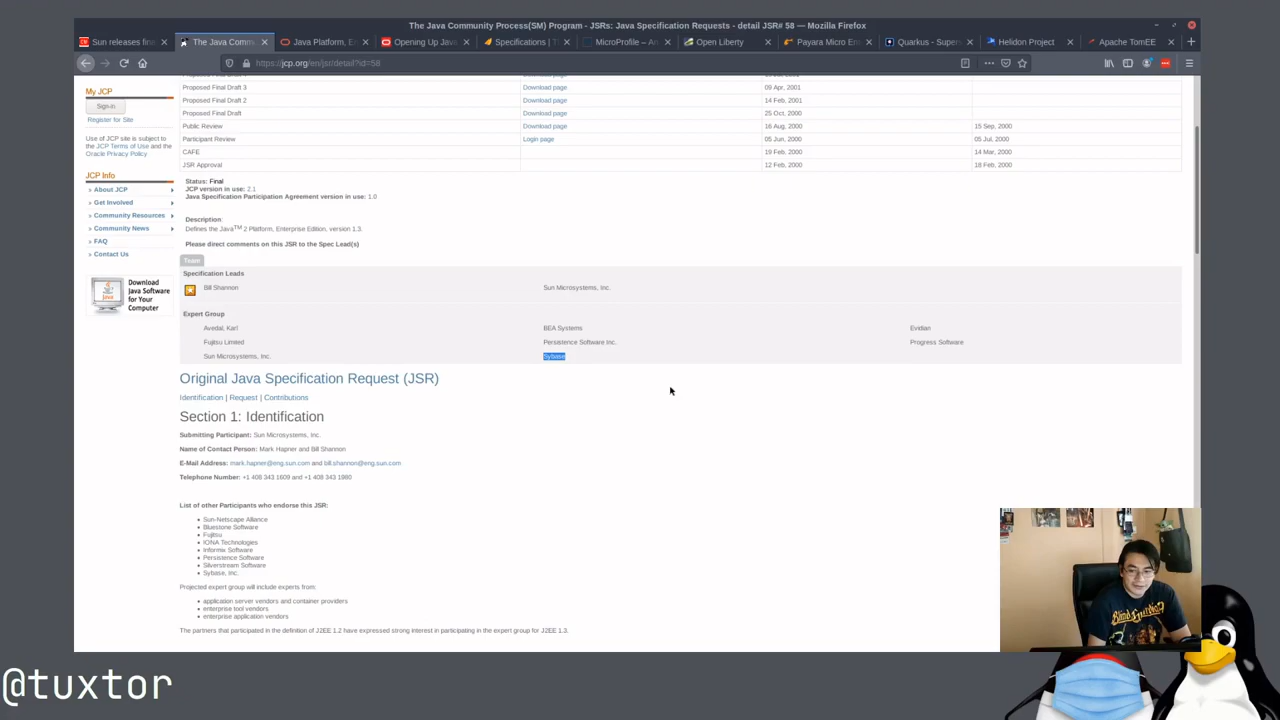 The Java Community Process(SM) Program - JSRs: Java Specification Requests - detail JSR# 58 — Mozilla Firefox
Sun releases fin
The Java Comm
Java Platform, En
Opening Up Java
Specifications | T
MicroProfile – An
Open Liberty
Payara Micro Em
Quarkus - Supers
Helidon Project
Apache TomEE
https://jcp.org/en/jsr/detail?id=58
My JCP
Sign-in
Register for Site
Use of JCP site is subject to
the JCP Terms of Use and the
Oracle Privacy Policy
JCP Info
About JCP
Get Involved
Community Resources
Community News
FAQ
Contact Us
Download
Java Software
for Your
Computer
Proposed Final Draft 3 Download page 09 Apr, 2001
Proposed Final Draft 2 Download page 14 Feb, 2001
Proposed Final Draft Download page 25 Oct, 2000
Public Review Download page 16 Aug, 2000 15 Sep, 2000
Participant Review Login page 05 Jun, 2000 05 Jul, 2000
CAFE 19 Feb, 2000 14 Mar, 2000
JSR Approval 12 Feb, 2000 18 Feb, 2000
Status: Final
JCP version in use: 2.1
Java Specification Participation Agreement version in use: 1.0
Description:
Defines the Java™ 2 Platform, Enterprise Edition, version 1.3.
Please direct comments on this JSR to the Spec Lead(s)
Team
Specification Leads
Bill Shannon Sun Microsystems, Inc.
Expert Group
Avedal, Karl BEA Systems Evidian
Fujitsu Limited Persistence Software Inc. Progress Software
Sun Microsystems, Inc. Sybase
Original Java Specification Request (JSR)
Identification | Request | Contributions
Section 1: Identification
Submitting Participant: Sun Microsystems, Inc.
Name of Contact Person: Mark Hapner and Bill Shannon
E-Mail Address: mark.hapner@eng.sun.com and bill.shannon@eng.sun.com
Telephone Number: +1 408 343 1609 and +1 408 343 1980
List of other Participants who endorse this JSR:
Sun-Netscape Alliance
Bluestone Software
Fujitsu
IONA Technologies
Informix Software
Persistence Software
Silverstream Software
Sybase, Inc.
Projected expert group will include experts from:
application server vendors and container providers
enterprise tool vendors
enterprise application vendors
The partners that participated in the definition of J2EE 1.2 have expressed strong interest in participating in the expert group for J2EE 1.3.
@tuxtor